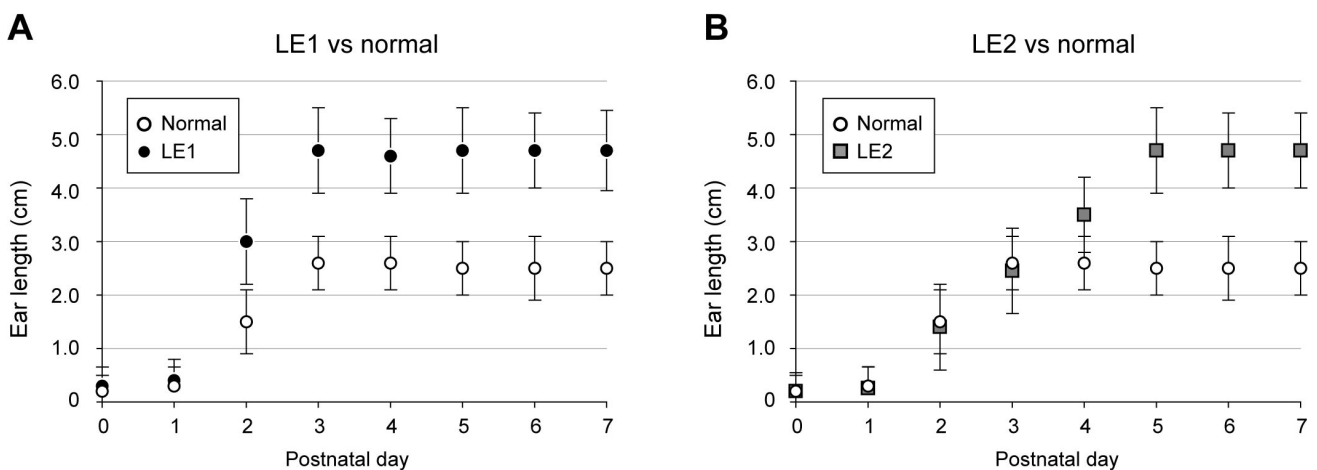 A
LE1 vs normal
Ear length (cm)
6.0
5.0
4.0
3.0
2.0
1.0
0
Normal
LE1
0 1 2 3 4 5 6 7
Postnatal day
B
LE2 vs normal
Ear length (cm)
6.0
5.0
4.0
3.0
2.0
1.0
0
Normal
LE2
0 1 2 3 4 5 6 7
Postnatal day